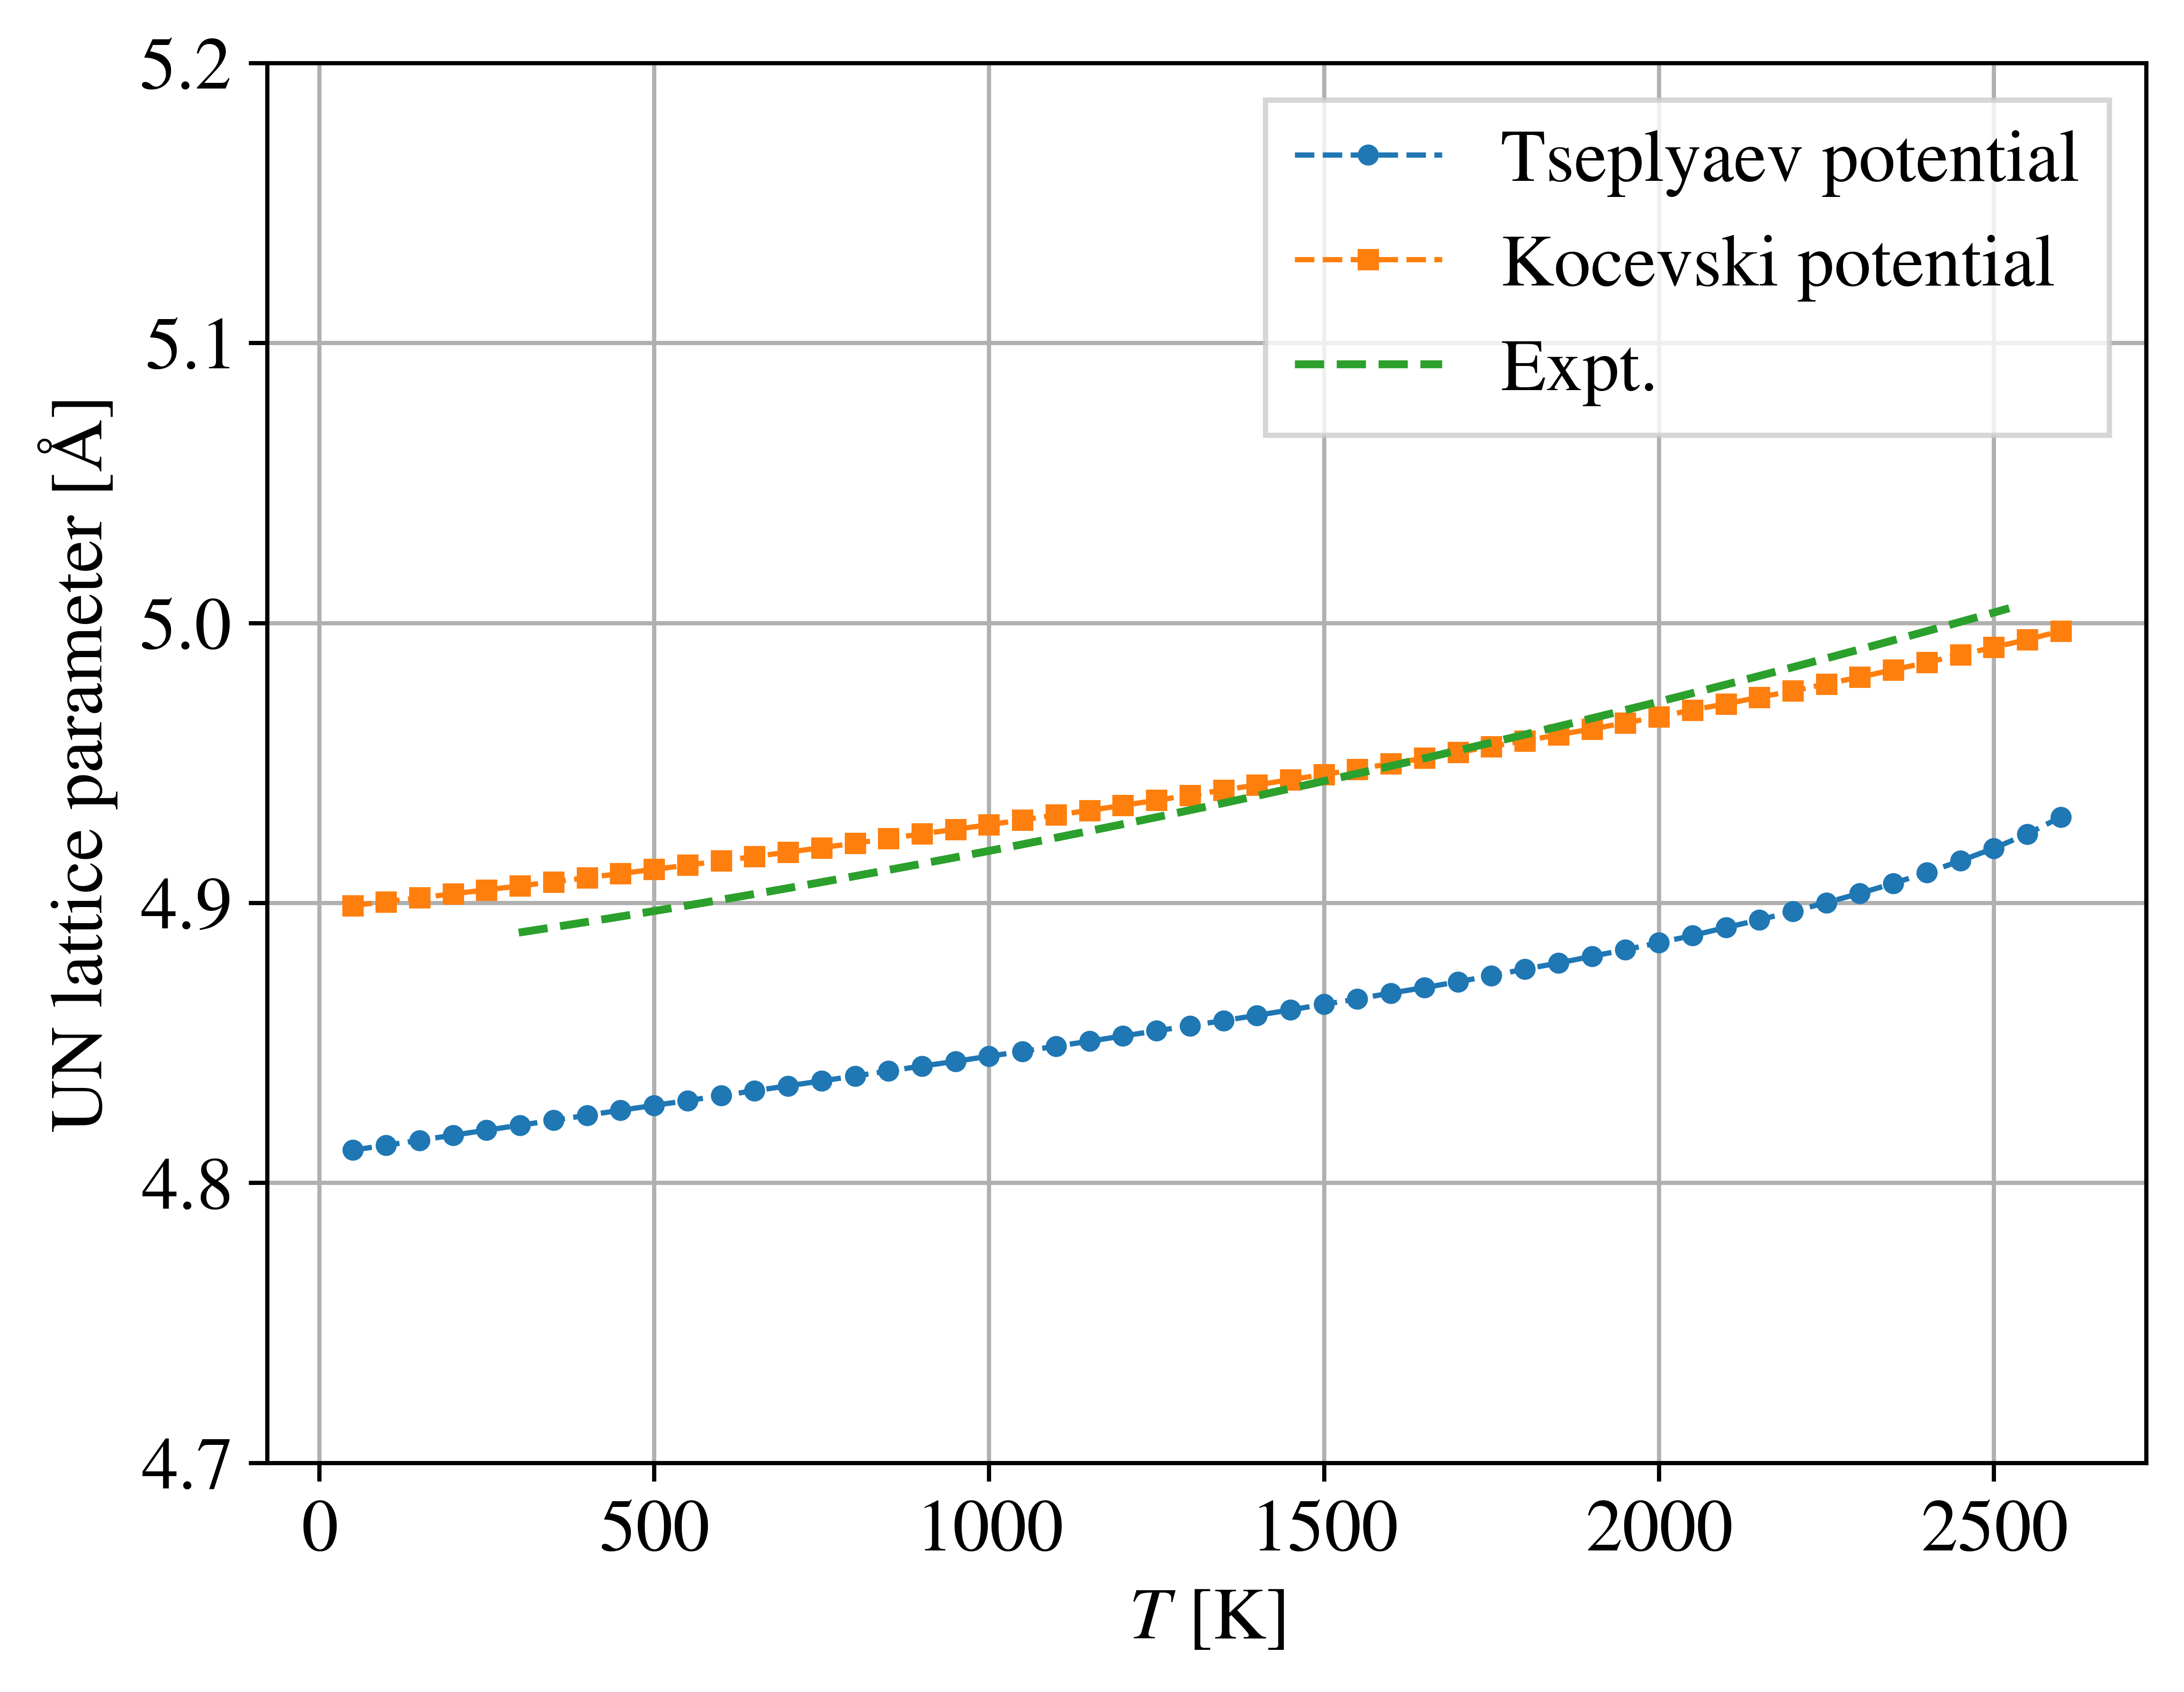 5.2
5.1
5.0
4.9
4.8
4.7
UN lattice parameter [Å]
Tseplyaev potential
Kocevski potential
Expt.
0 500 1000 1500 2000 2500
T [K]